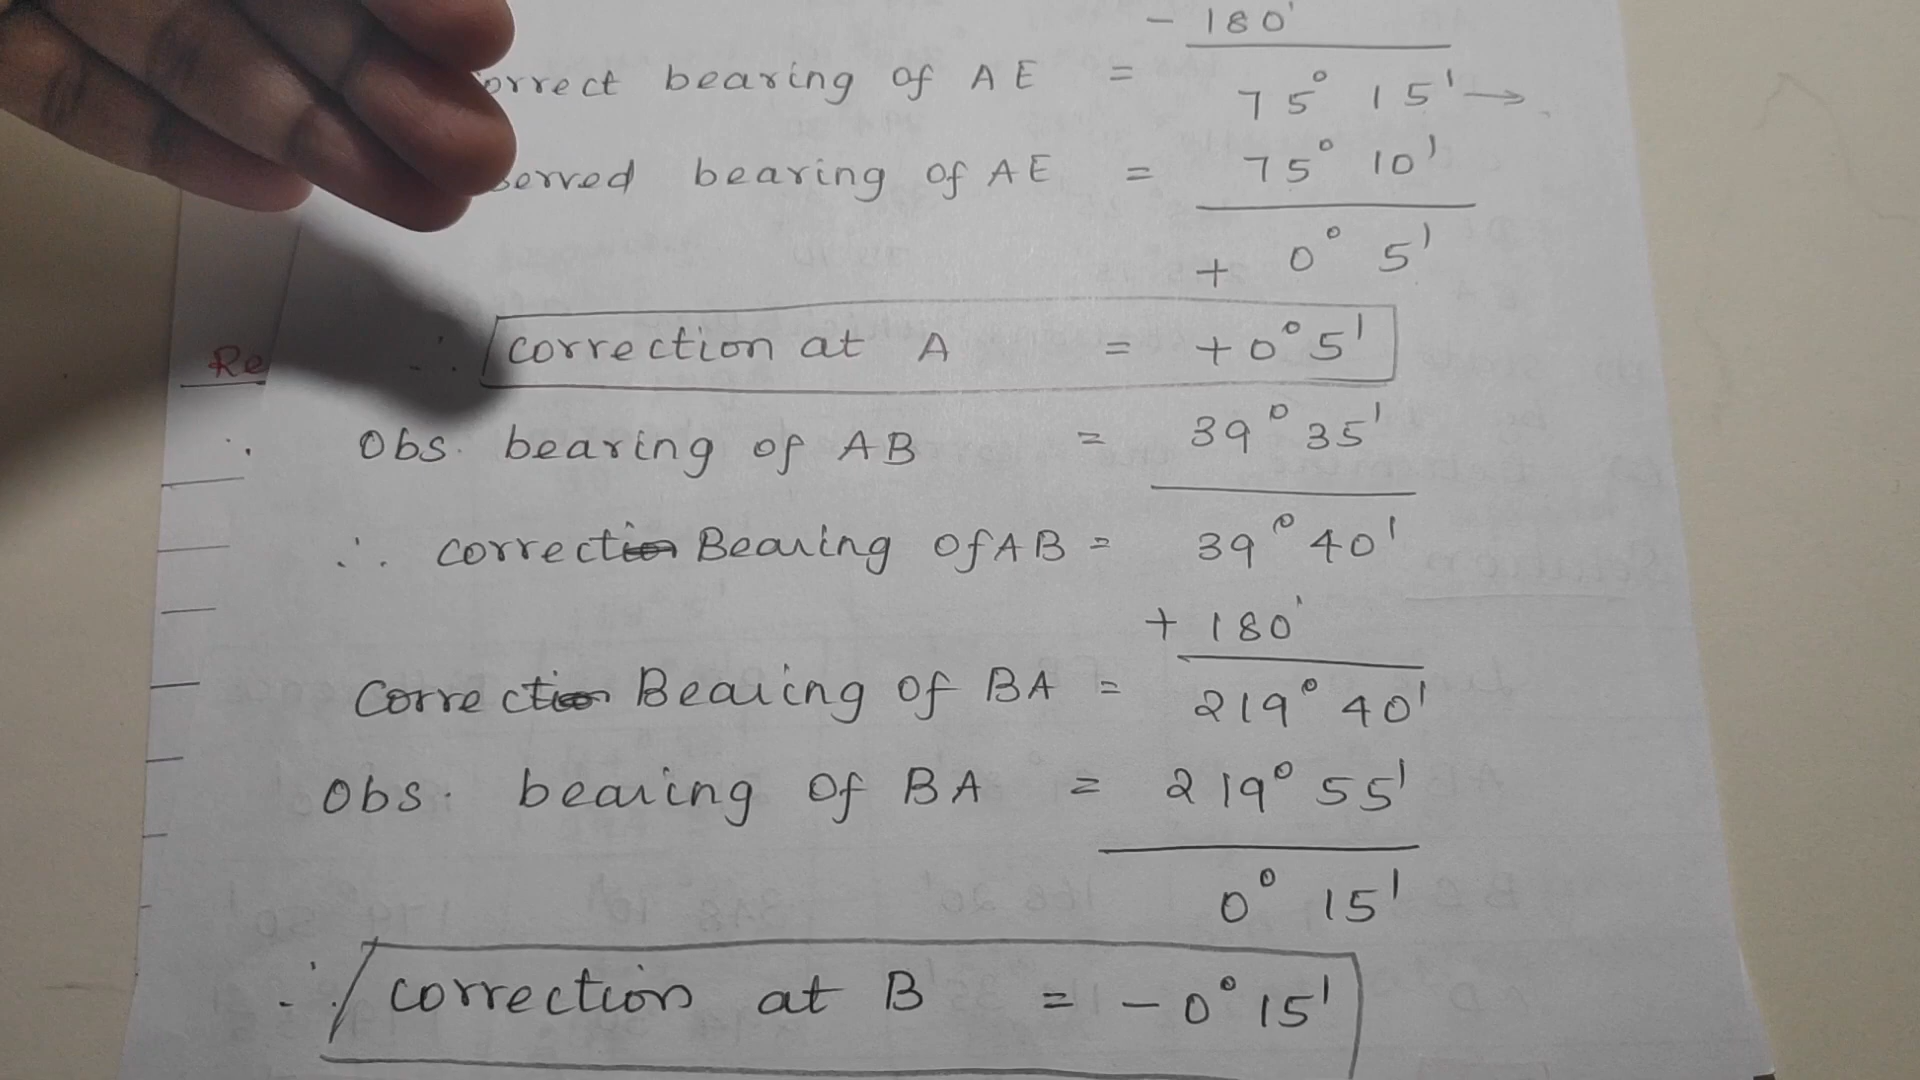 - 180'
orrect bearing of AE = 75° 15' →
served bearing of AE = 75° 10'
+ 0° 5'
Re ∴ correction at A = +0° 5'
∴ Obs. bearing of AB = 39° 35'
∴ correction Bearing Of AB = 39° 40'
+ 180'
Correction Bearing Of BA = 219° 40'
Obs. bearing Of BA = 219° 55'
0° 15'
∴ correction at B = - 0° 15'